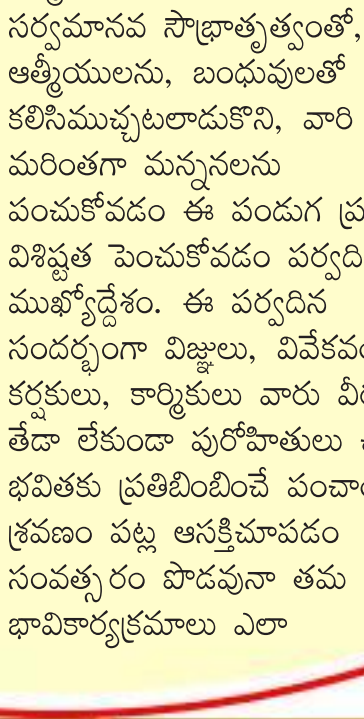 సర్వమానవ సౌభ్రాతృత్వంతో,
ఆత్మీయులను, బంధువులతో
కలిసిముచ్చటలాడుకొని, వారి
మరింతగా మన్ననలను
పంచుకోవడం ఈ పండుగ
విశిష్టత పెంచుకోవడం
ముఖ్యోద్దేశం. ఈ పర్వదిన
సందర్భంగా విజ్ఞులు,
కర్షకులు, కార్మికులు వారు
తేడా లేకుండా పురోహితులు
భవితకు ప్రతిబింబించే
శ్రవణం పట్ల ఆసక్తిచూపడం
సంవత్సరం పొడవునా తమ
భావికార్యక్రమాలు ఎలా